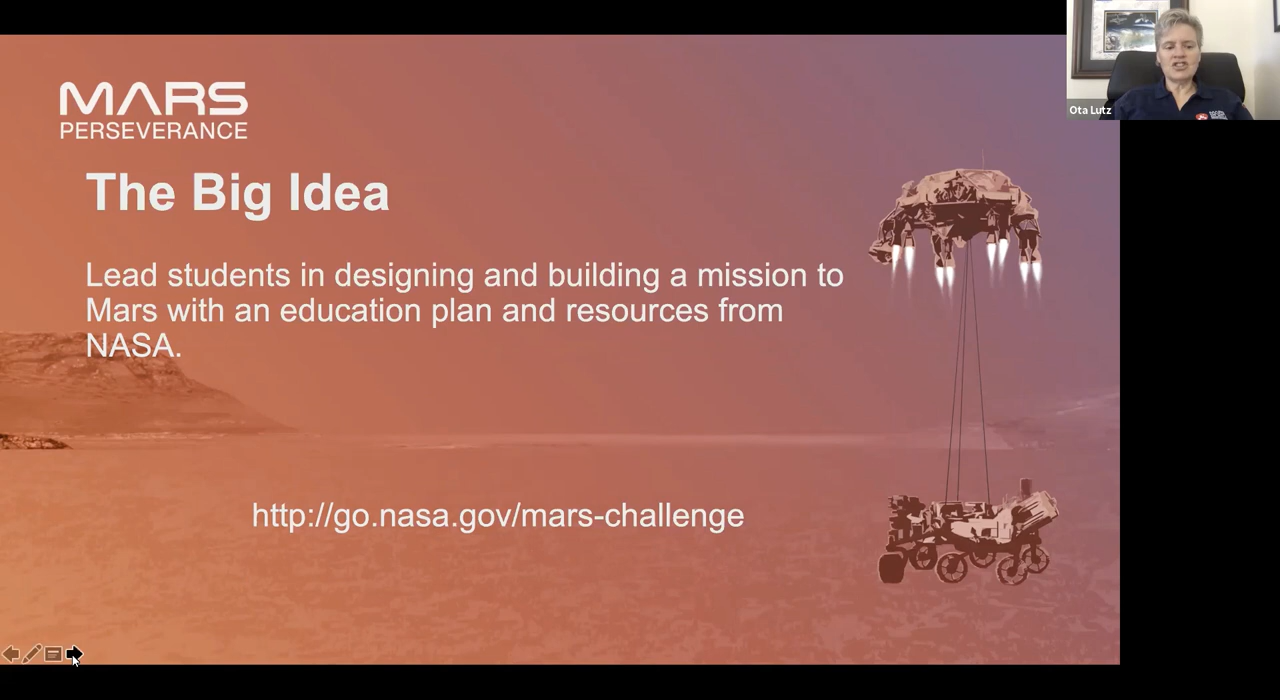 MARS
PERSEVERANCE
The Big Idea
Lead students in designing and building a mission to
Mars with an education plan and resources from
NASA.
http://go.nasa.gov/mars-challenge
Ota Lutz